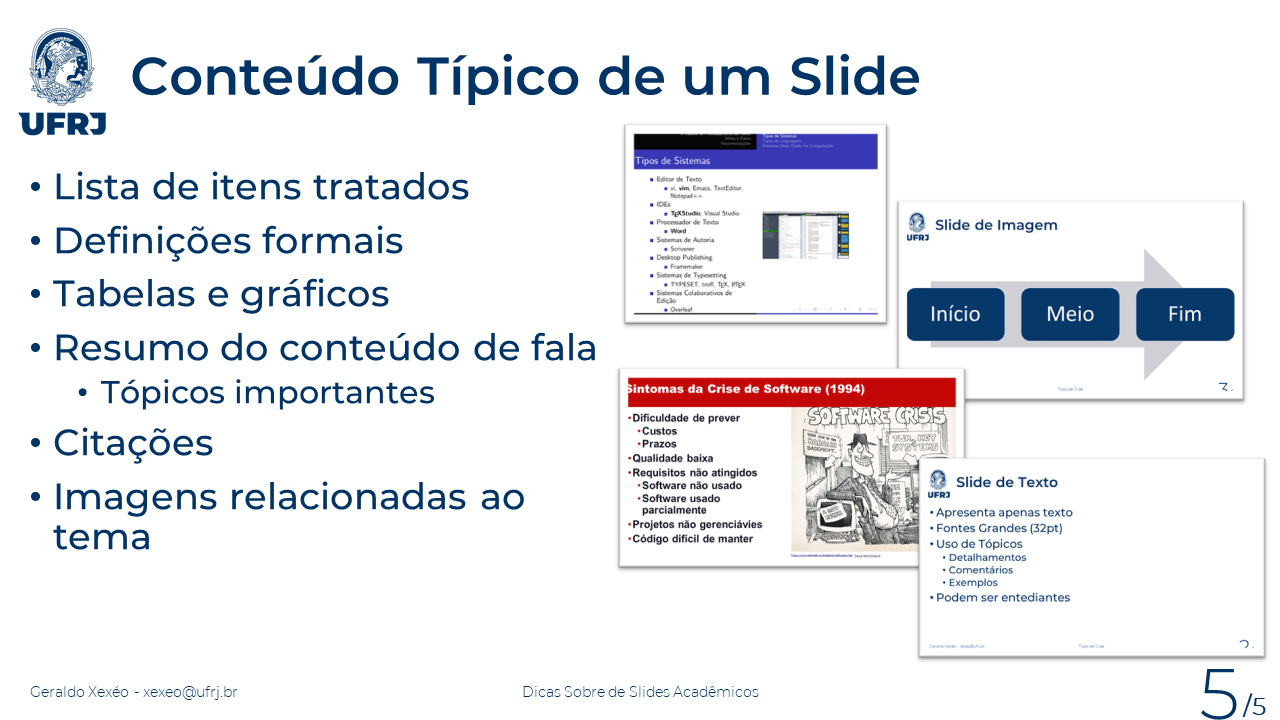 UFRJ
Conteúdo Típico de um Slide
• Lista de itens tratados
• Definições formais
• Tabelas e gráficos
• Resumo do conteúdo de fala
• Tópicos importantes
• Citações
• Imagens relacionadas ao
tema
Tipos de Sistemas
Tipos de Sistemas
Editor de Texto
vi, vim, Emacs, TextEditor,
Notepad++
IDEs
TeXStudio, Visual Studio
Processador de Texto
Word
Sistemas de Autoria
Scrivener
Desktop Publishing
Framemaker
Sistemas de Typesetting
TYPESET, troff, TeX, LaTeX
Sistemas Colaborativos de
Edição
Overleaf
UFRJ
Slide de Imagem
Início
Meio
Fim
Tipos de Slide
3.
Sintomas da Crise de Software (1994)
•Dificuldade de prever
•Custos
•Prazos
•Qualidade baixa
•Requisitos não atingidos
•Software não usado
•Software usado
parcialmente
•Projetos não gerenciávies
•Código difícil de manter
SOFTWARE CRISIS
UFRJ
Slide de Texto
• Apresenta apenas texto
• Fontes Grandes (32pt)
• Uso de Tópicos
• Detalhamentos
• Comentários
• Exemplos
• Podem ser entediantes
Geraldo Xexéo - xexeo@ufrj.br
Tipos de Slide
2.
Geraldo Xexéo - xexeo@ufrj.br
Dicas Sobre de Slides Acadêmicos
5/5